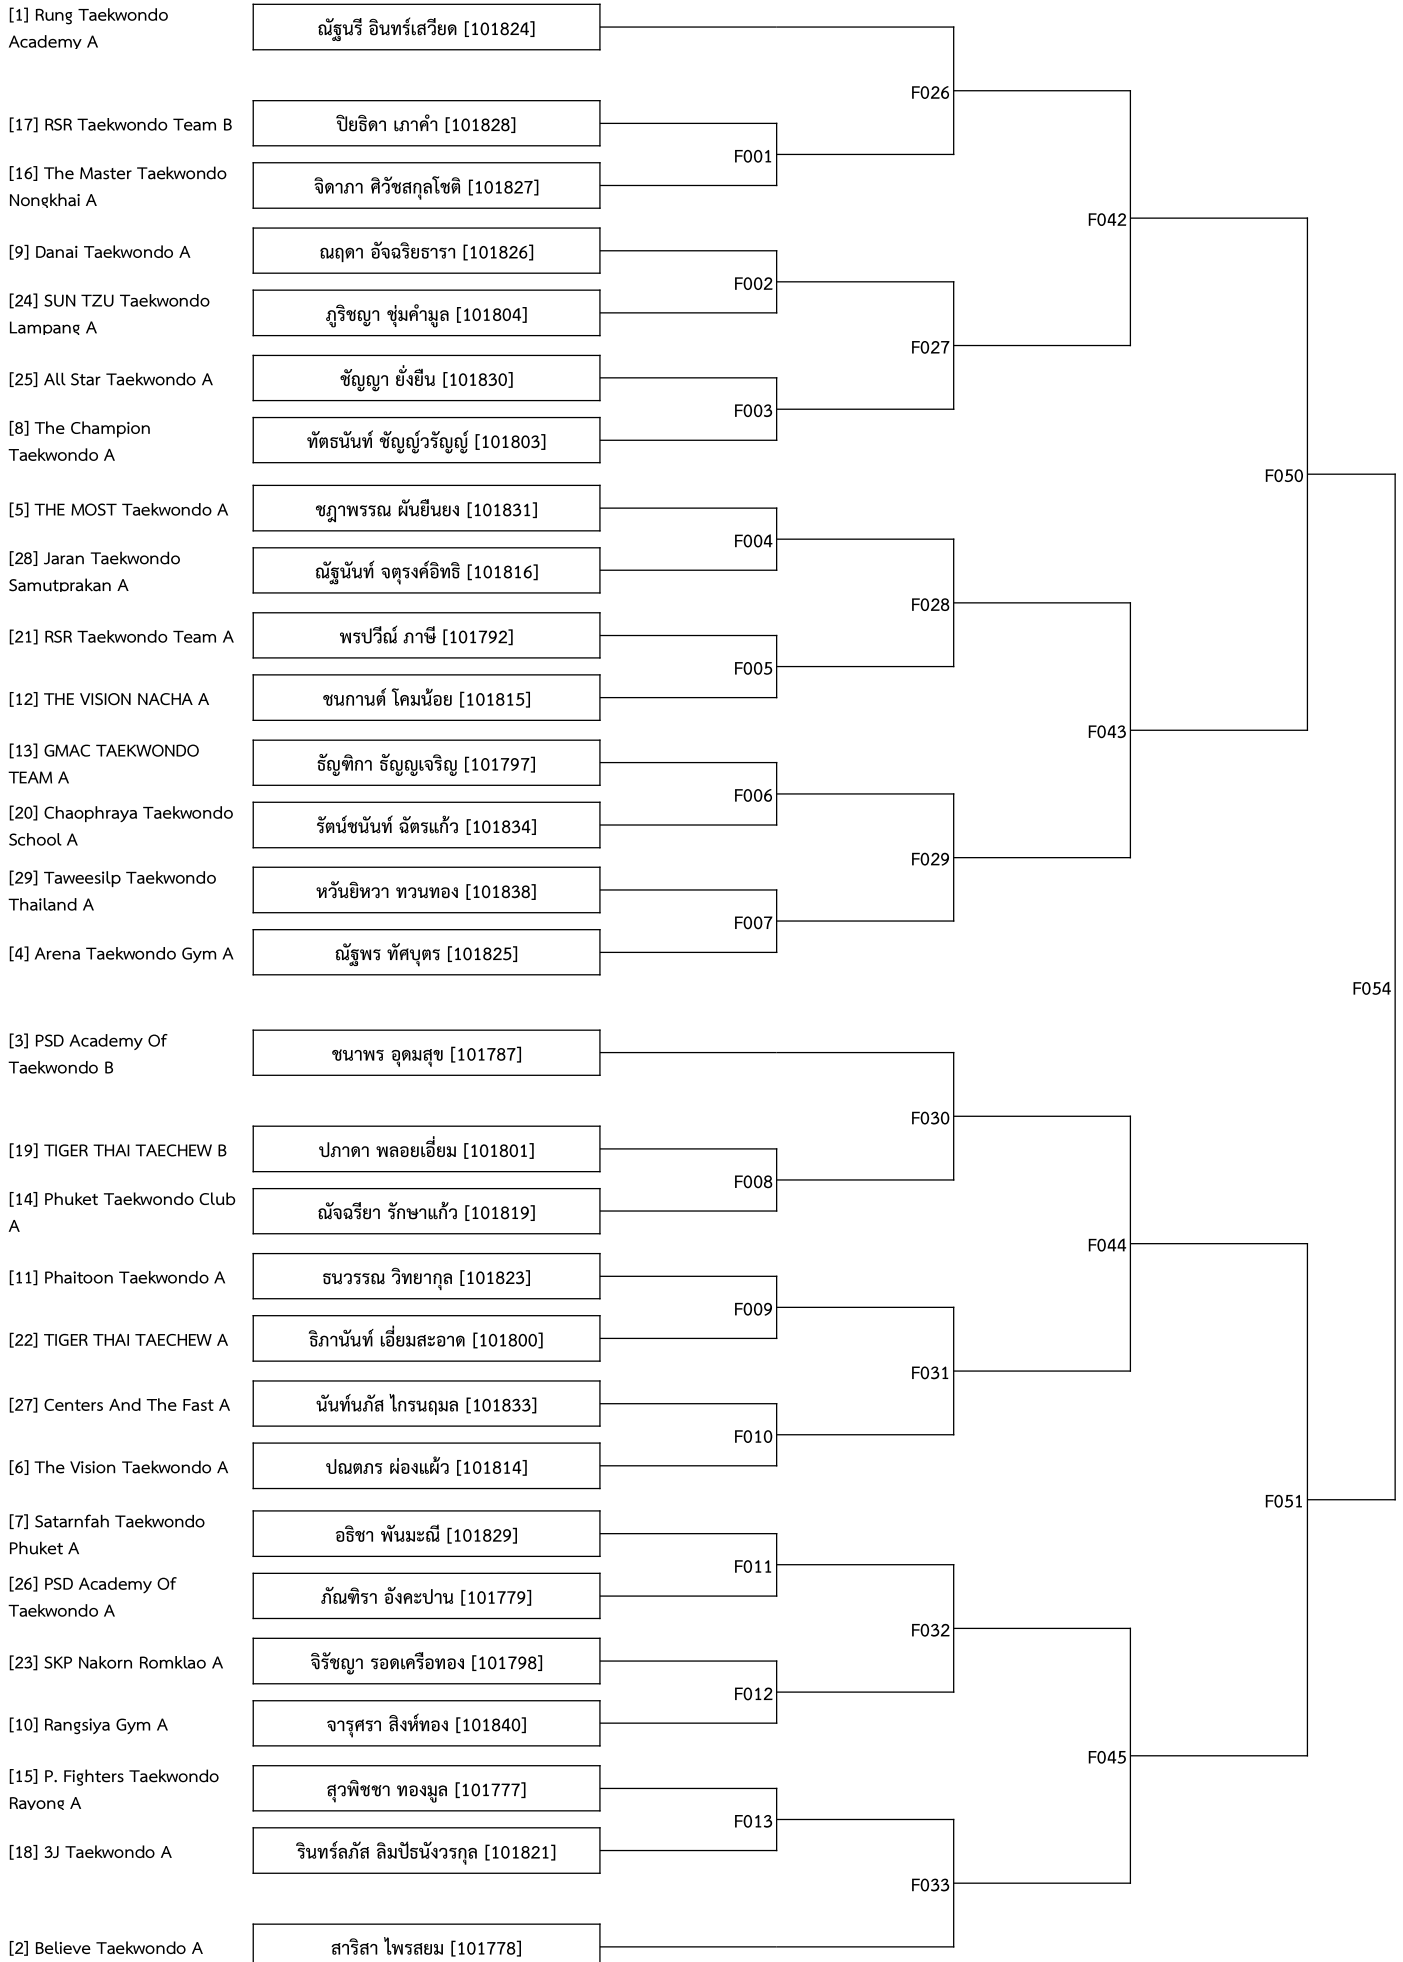 [1] Rung Taekwondo
Academy A
ณัฐนรี อินทร์เสวียด [101824]
F026
[17] RSR Taekwondo Team B
ปิยธิดา เภาคำ [101828]
F001
[16] The Master Taekwondo
Nongkhai A
จิดาภา ศิวัชสกุลโชติ [101827]
F042
[9] Danai Taekwondo A
ณฤดา อัจฉริยธารา [101826]
F002
[24] SUN TZU Taekwondo
Lampang A
ภูริชญา ชุ่มคำมูล [101804]
F027
[25] All Star Taekwondo A
ชัญญา ยั่งยืน [101830]
F003
[8] The Champion
Taekwondo A
ทัตธนันท์ ชัญญ์วรัญญ์ [101803]
F050
[5] THE MOST Taekwondo A
ชฎาพรรณ ผันยืนยง [101831]
F004
[28] Jaran Taekwondo
Samutprakan A
ณัฐนันท์ จตุรงค์อิทธิ [101816]
F028
[21] RSR Taekwondo Team A
พรปวีณ์ ภาษี [101792]
F005
[12] THE VISION NACHA A
ชนกานต์ โคมน้อย [101815]
F043
[13] GMAC TAEKWONDO
TEAM A
ธัญฑิกา ธัญญเจริญ [101797]
F006
[20] Chaophraya Taekwondo
School A
รัตน์ชนันท์ ฉัตรแก้ว [101834]
F029
[29] Taweesilp Taekwondo
Thailand A
หวันยิหวา ทวนทอง [101838]
F007
[4] Arena Taekwondo Gym A
ณัฐพร ทัศบุตร [101825]
F054
[3] PSD Academy Of
Taekwondo B
ชนาพร อุดมสุข [101787]
F030
[19] TIGER THAI TAECHEW B
ปภาดา พลอยเอี่ยม [101801]
F008
[14] Phuket Taekwondo Club
A
ณัจฉรียา รักษาแก้ว [101819]
F044
[11] Phaitoon Taekwondo A
ธนวรรณ วิทยากุล [101823]
F009
[22] TIGER THAI TAECHEW A
ธิภานันท์ เอี่ยมสะอาด [101800]
F031
[27] Centers And The Fast A
นันท์นภัส ไกรนฤมล [101833]
F010
[6] The Vision Taekwondo A
ปณตภร ผ่องแผ้ว [101814]
F051
[7] Satarnfah Taekwondo
Phuket A
อธิชา พันมะณี [101829]
F011
[26] PSD Academy Of
Taekwondo A
ภัณฑิรา อังคะปาน [101779]
F032
[23] SKP Nakorn Romklao A
จิรัชญา รอดเครือทอง [101798]
F012
[10] Rangsiya Gym A
จารุศรา สิงห์ทอง [101840]
F045
[15] P. Fighters Taekwondo
Rayong A
สุวพิชชา ทองมูล [101777]
F013
[18] 3J Taekwondo A
รินทร์ลภัส ลิมปัธนังวรกุล [101821]
F033
[2] Believe Taekwondo A
สาริสา ไพรสยม [101778]